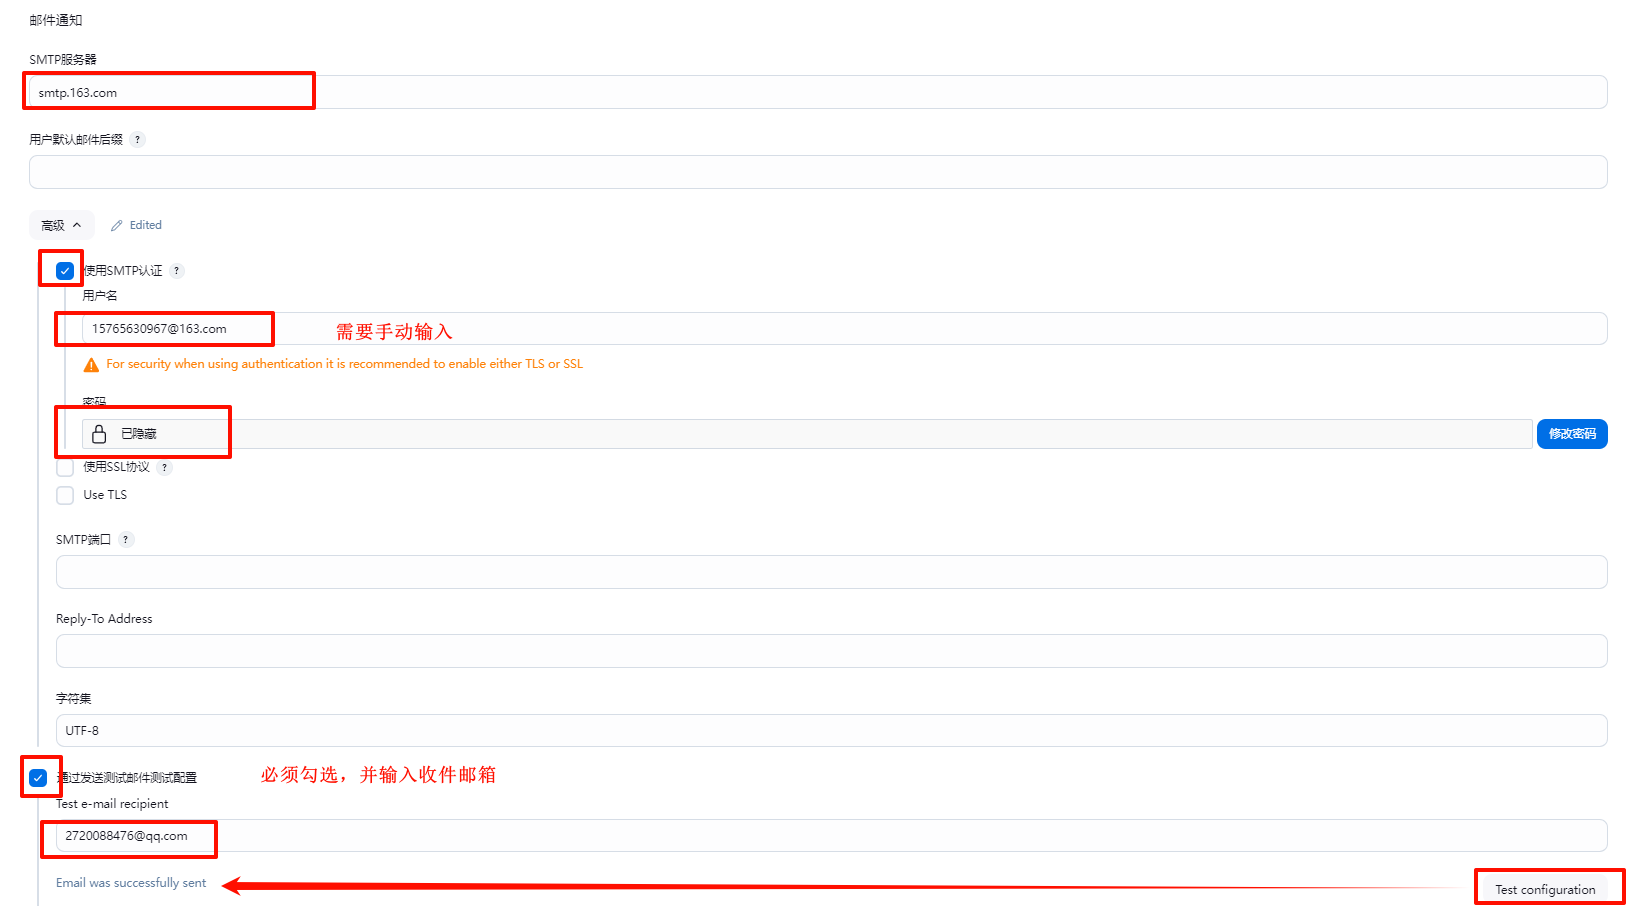 邮件通知
SMTP服务器
smtp.163.com
用户默认邮件后缀 ?
高级
Edited
使用SMTP认证 ?
用户名
15765630967@163.com
需要手动输入
For security when using authentication it is recommended to enable either TLS or SSL
密码
已隐藏
修改密码
使用SSL协议 ?
Use TLS
SMTP端口 ?
Reply-To Address
字符集
UTF-8
通过发送测试邮件测试配置
必须勾选，并输入收件邮箱
Test e-mail recipient
2720088476@qq.com
Email was successfully sent
Test configuration